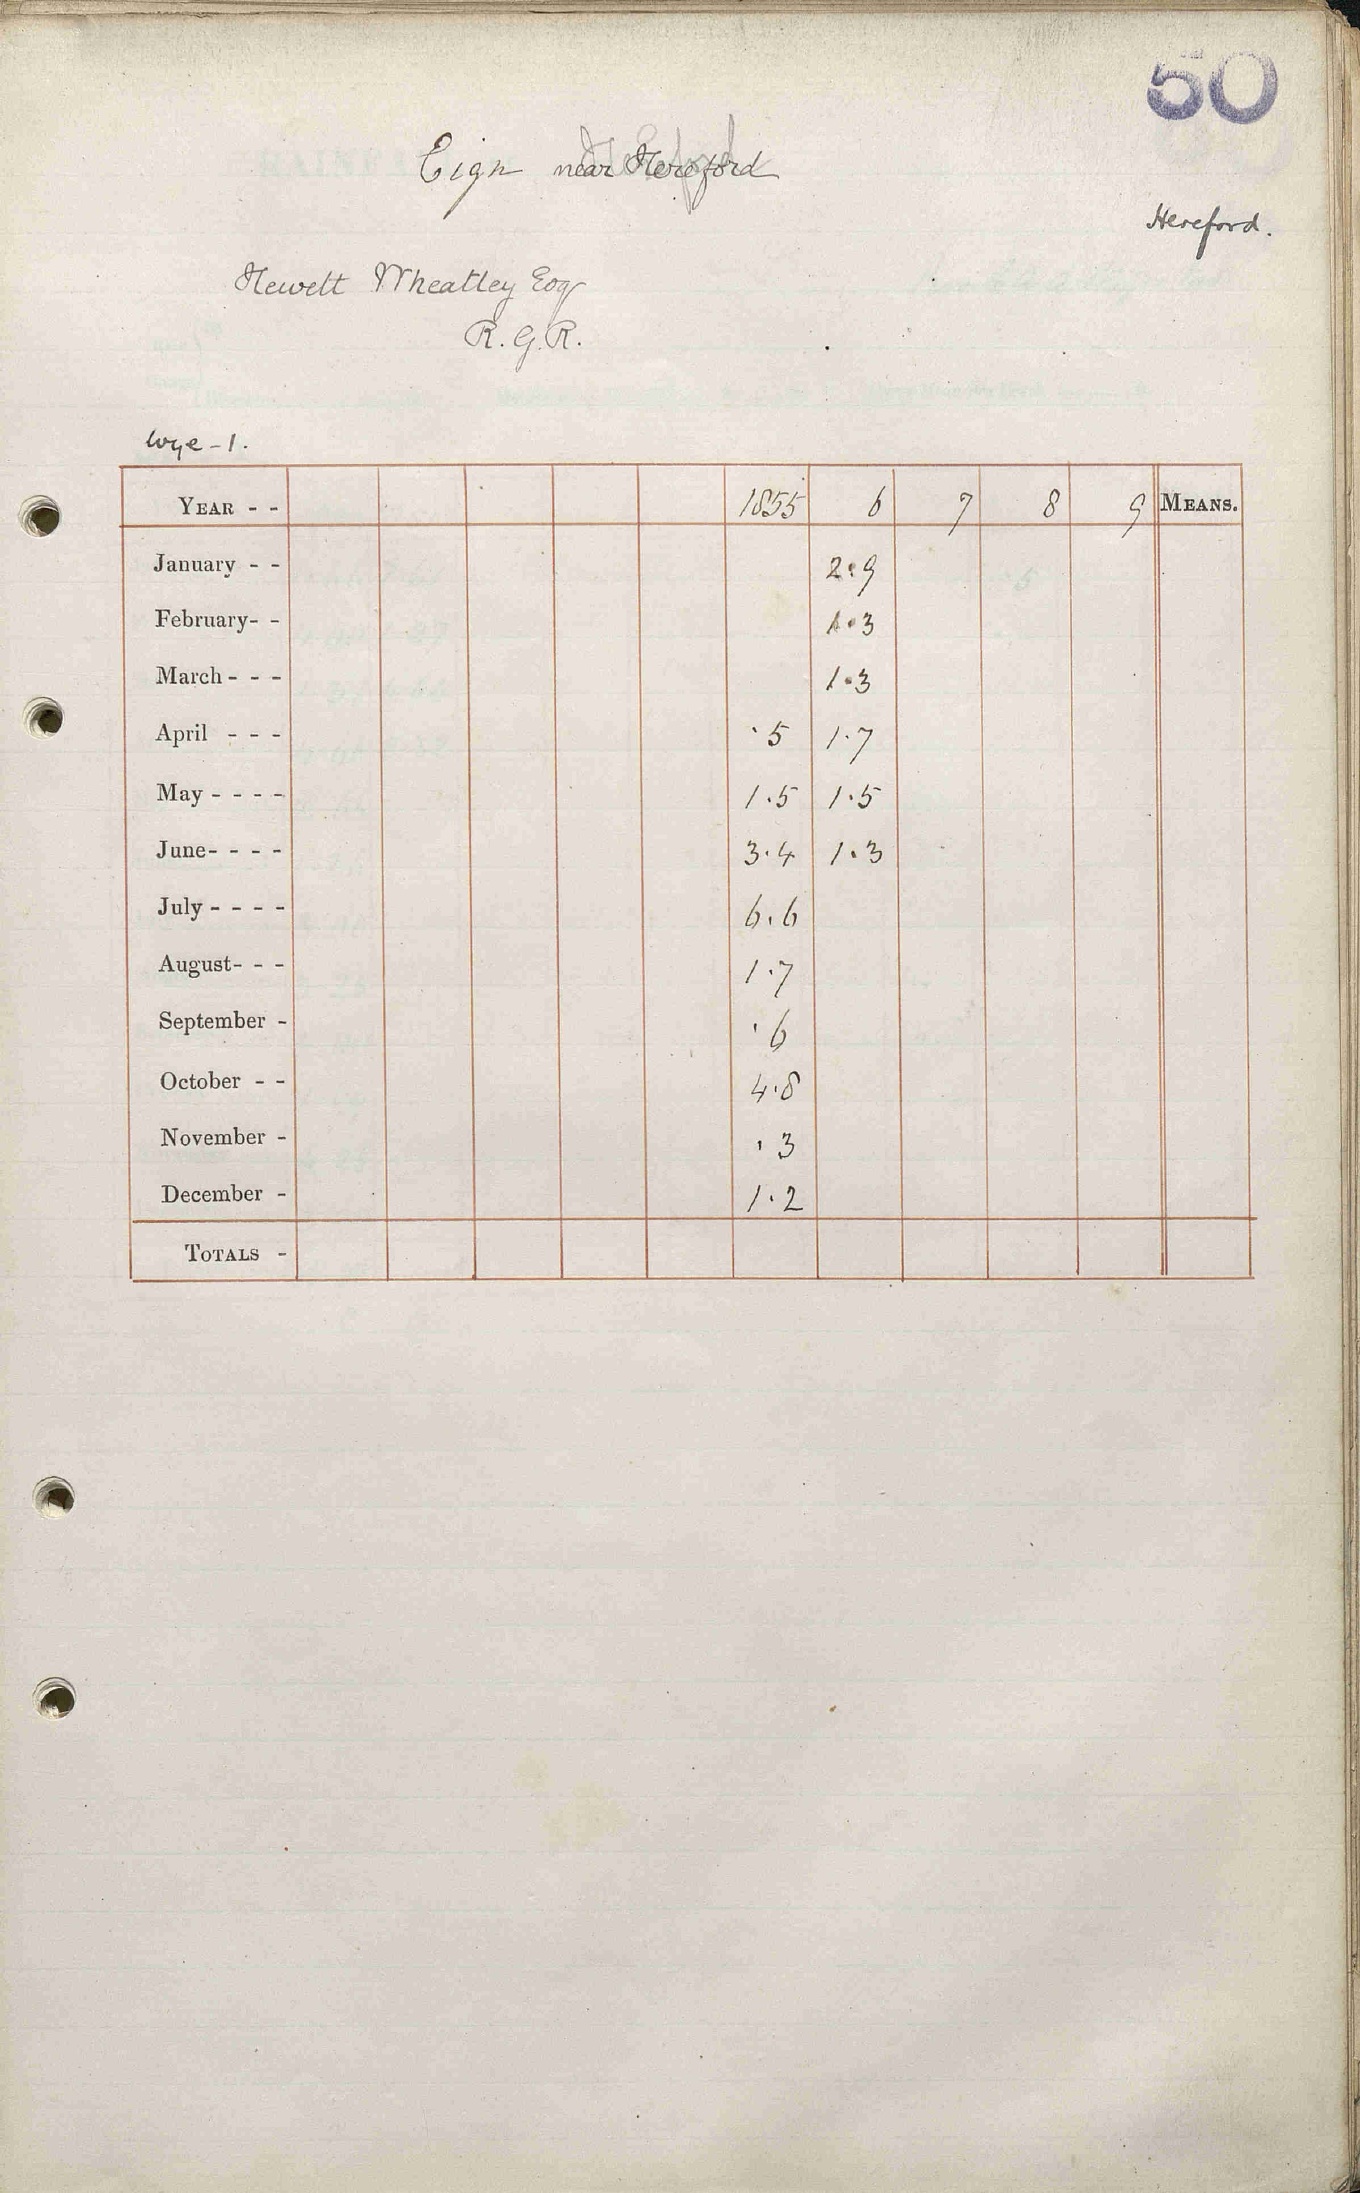 50
Eign near Hereford
Hereford.
Hewett Wheatley Esq
R.G.R.
Wye - 1.
YEAR - - 1855 6 7 8 9 MEANS.
January - - 2.9
February- - 1.3
March - - - 1.3
April - - - .5 1.7
May - - - - 1.5 1.5
June- - - - 3.4 1.3
July - - - - 6.6
August- - - 1.7
September - .6
October - - 4.8
November - .3
December - 1.2
TOTALS -